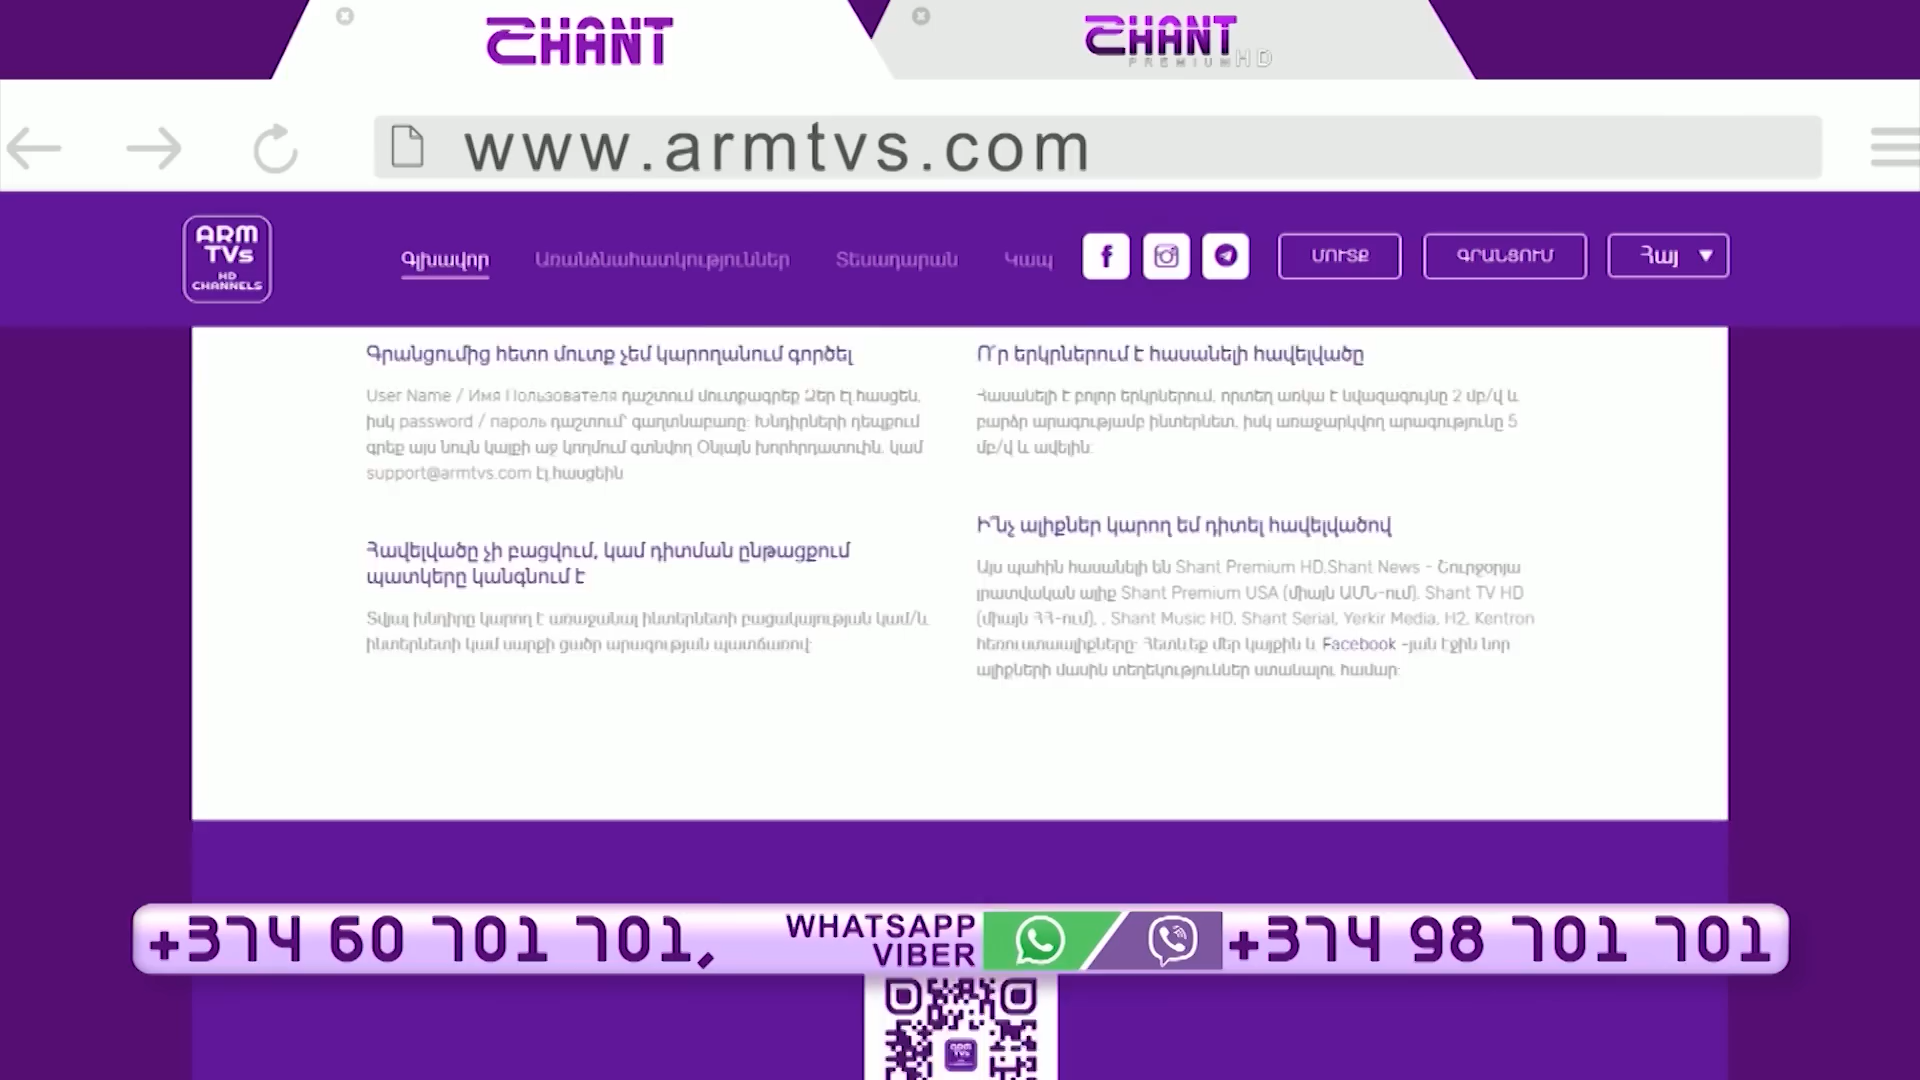 SHANT
SHANT
PREMIUM HD
www.armtvs.com
ARM
TVs
HD
CHANNELS
Գլխավոր
Առանձնահատկություններ
Տեսադարան
Կապ
ՄՈՒՏՔ
ԳՐԱՆՑՈՒՄ
Հայ
Գրանցումից հետո մուտք չեմ կարողանում գործել
User Name / Имя Пользователя դաշտում մուտքագրեք Ձեր էլ հասցեն,
իսկ password / пароль դաշտում՝ գաղտնաբառը: Խնդիրների դեպքում
գրեք այս նույն կայքի աջ կողմում գտնվող Օնլայն խորհրդատուին, կամ
support@armtvs.com էլ.հասցեին
Հավելվածը չի բացվում, կամ դիտման ընթացքում
պատկերը կանգնում է
Տվյալ խնդիրը կարող է առաջանալ ինտերնետի բացակայության կամ/և
ինտերնետի կամ սարքի ցածր արագության պատճառով:
Ո՞ր երկրներում է հասանելի հավելվածը
Հասանելի է բոլոր երկրներում, որտեղ առկա է նվազագույնը 2 մբ/վ և
բարձր արագությամբ ինտերնետ, իսկ առաջարկվող արագությունը 5
մբ/վ և ավելին:
Ի՞նչ ալիքներ կարող եմ դիտել հավելվածով
Այս պահին հասանելի են Shant Premium HD,Shant News - Շուրջօրյա
լրատվական ալիք Shant Premium USA (միայն ԱՄՆ-ում), Shant TV HD
(միայն ՀՀ-ում), , Shant Music HD, Shant Serial, Yerkir Media, H2, Kentron
հեռուստաալիքները: Հետևեք մեր կայքին և Facebook -յան էջին նոր
ալիքների մասին տեղեկություններ ստանալու համար:
+374 60 701 701,
WHATSAPP
VIBER
+374 98 701 701
ARM
TVs